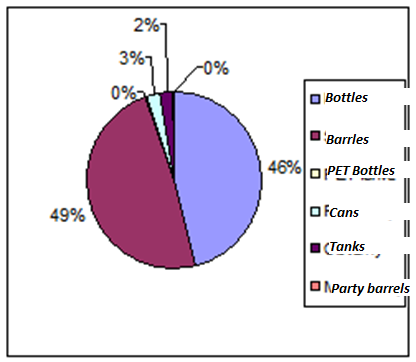 2%
3%
0%
0%
46%
49%
Bottles
Barrles
PET Bottles
Cans
Tanks
Party barrels